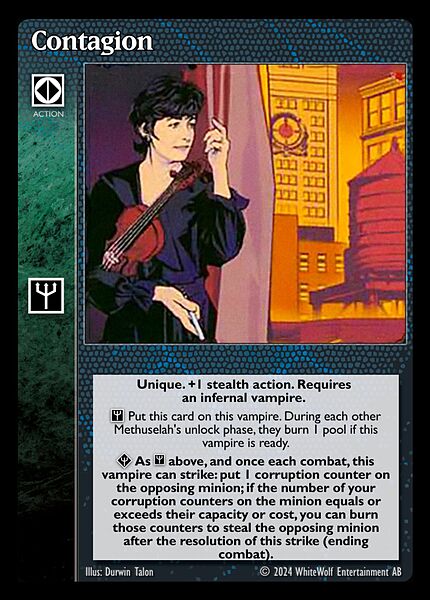 Contagion
ACTION
Unique. +1 stealth action. Requires
an infernal vampire.
Put this card on this vampire. During each other
Methuselah's unlock phase, they burn 1 pool if this
vampire is ready.
As above, and once each combat, this
vampire can strike: put 1 corruption counter on
the opposing minion; if the number of your
corruption counters on the minion equals or
exceeds their capacity or cost, you can burn
those counters to steal the opposing minion
after the resolution of this strike (ending
combat).
Illus: Durwin Talon
© 2024 WhiteWolf Entertainment AB